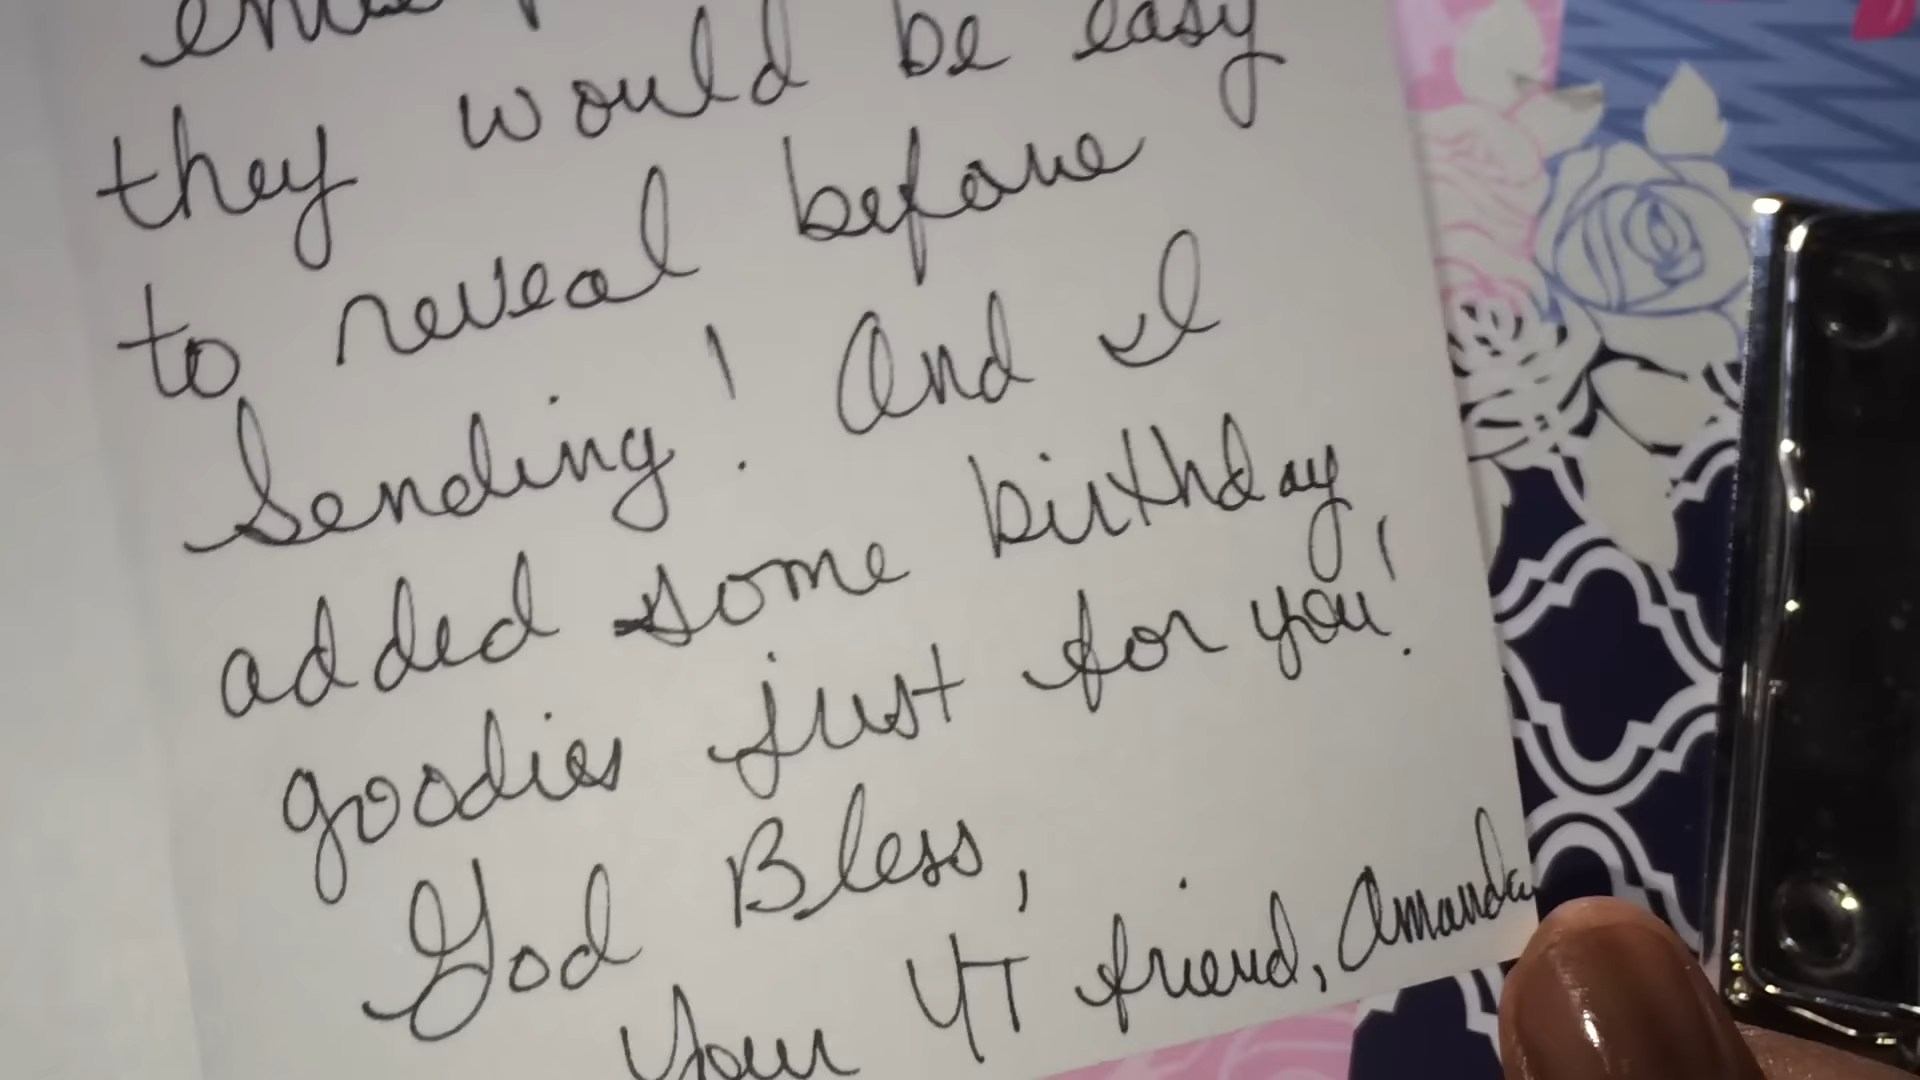 they would be easy
to reveal before
sending! And I
added some birthday
goodies just for you!
God Bless,
Your YT friend, Amanda